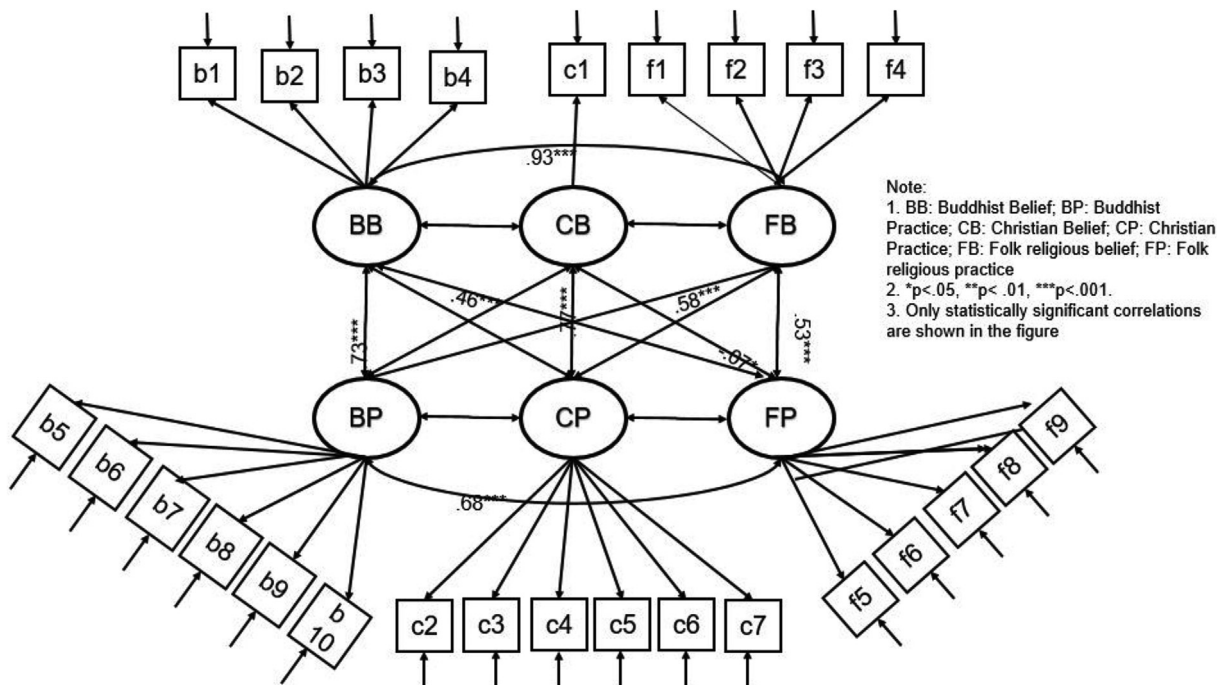 b1
b2
b3
b4
c1
f1
f2
f3
f4
.93***
BB
CB
FB
Note:
1. BB: Buddhist Belief; BP: Buddhist
Practice; CB: Christian Belief; CP: Christian
Practice; FB: Folk religious belief; FP: Folk
religious practice
2. *p<.05, **p< .01, ***p<.001.
3. Only statistically significant correlations
are shown in the figure
.46***
.58***
.73***
-.07*
.53***
BP
CP
FP
b5
b6
b7
b8
b9
b
10
.68***
c2
c3
c4
c5
c6
c7
f5
f6
f7
f8
f9